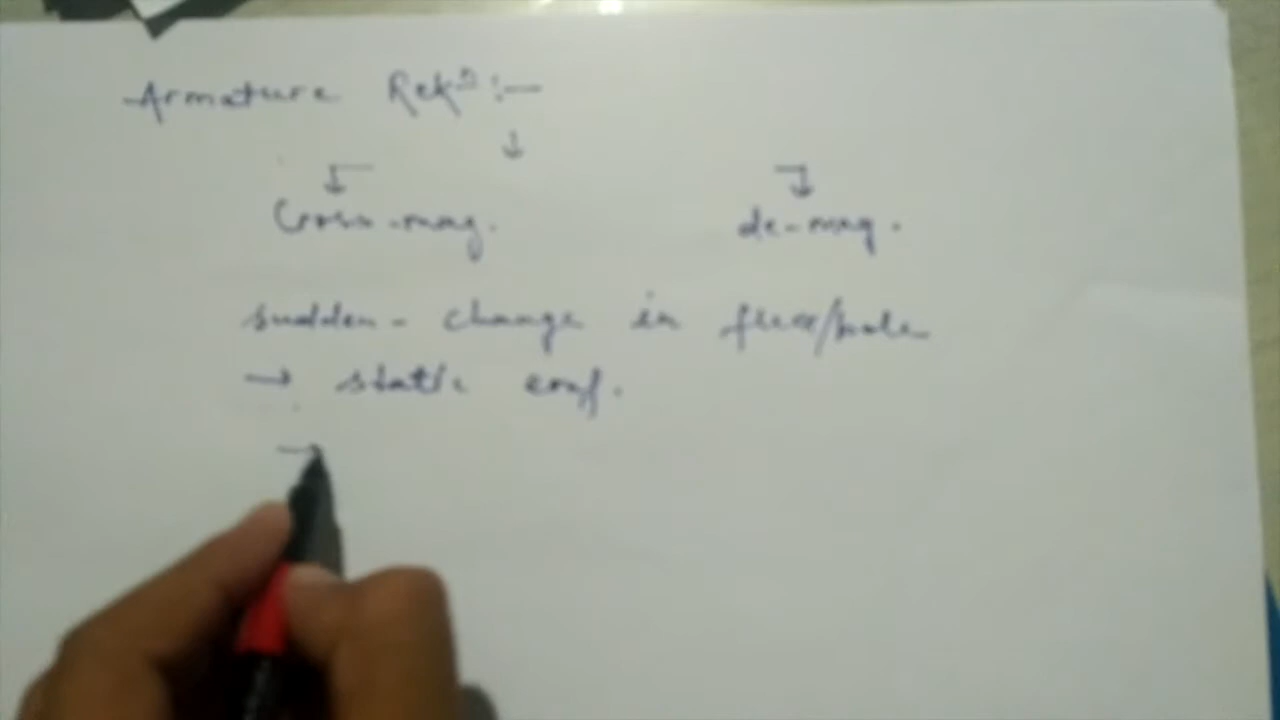 Armature Rekⁿ :—
↓
Cross-mag. de-mag.
sudden - change in flux/pole
→ static emf.
→